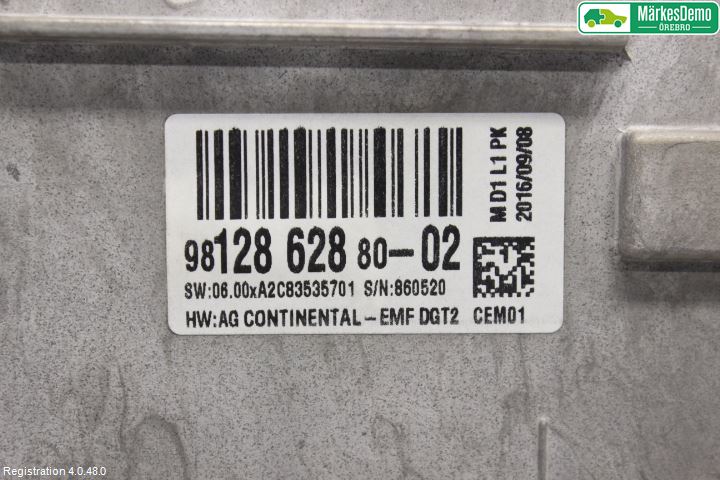 MärkesDemo
ÖREBRO
M D1 L1 PK
2016/09/08
98128 628 80-02
SW:06.00xA2C83535701 S/N:860520
HW:AG CONTINENTAL-EMF DGT2 CEM01
Registration 4.0.48.0